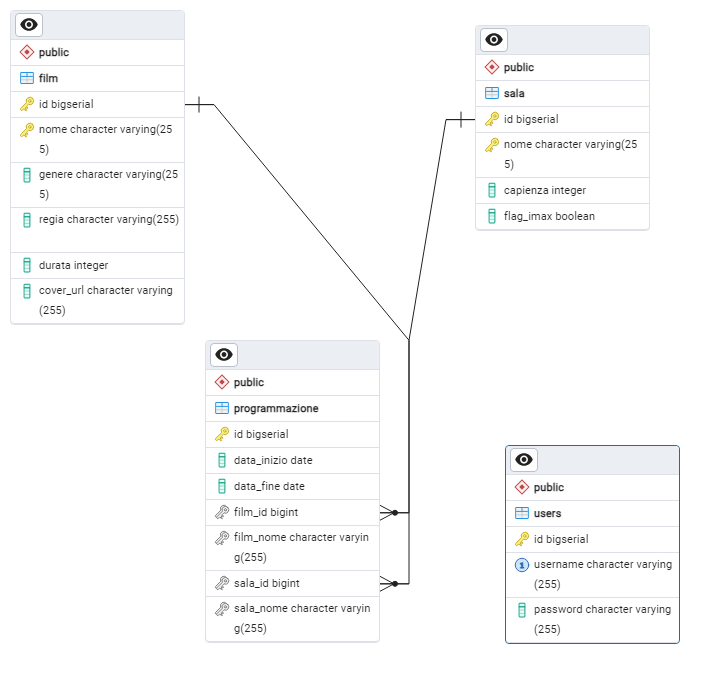 public
film
id bigserial
nome character varying(25
5)
genere character varying(25
5)
regia character varying(255)
durata integer
cover_url character varying
(255)
public
sala
id bigserial
nome character varying(25
5)
capienza integer
flag_imax boolean
public
programmazione
id bigserial
data_inizio date
data_fine date
film_id bigint
film_nome character varyin
g(255)
sala_id bigint
sala_nome character varyin
g(255)
public
users
id bigserial
1 username character varying
(255)
password character varying
(255)